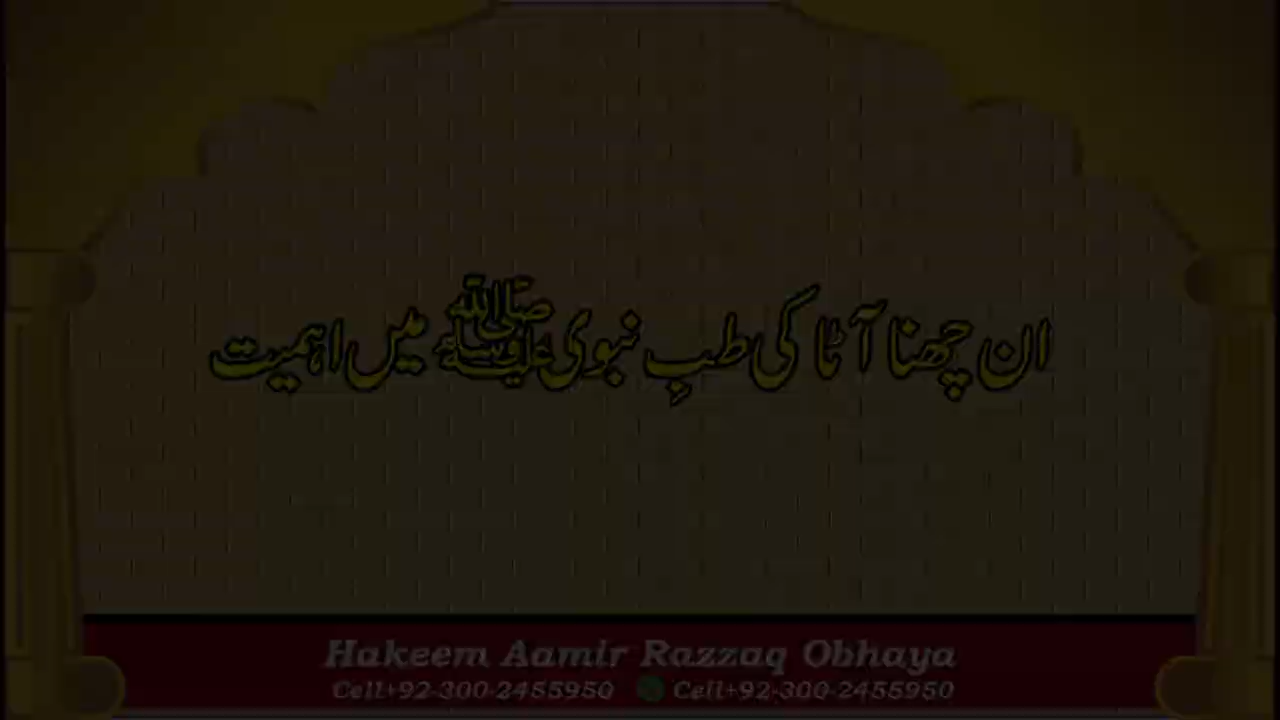 ان چھنا آٹا کی طبِ نبوی ﷺ میں اہمیت
Hakeem Aamir Razzaq Obhaya
Cell+92-300-2455950 Cell+92-300-2455950